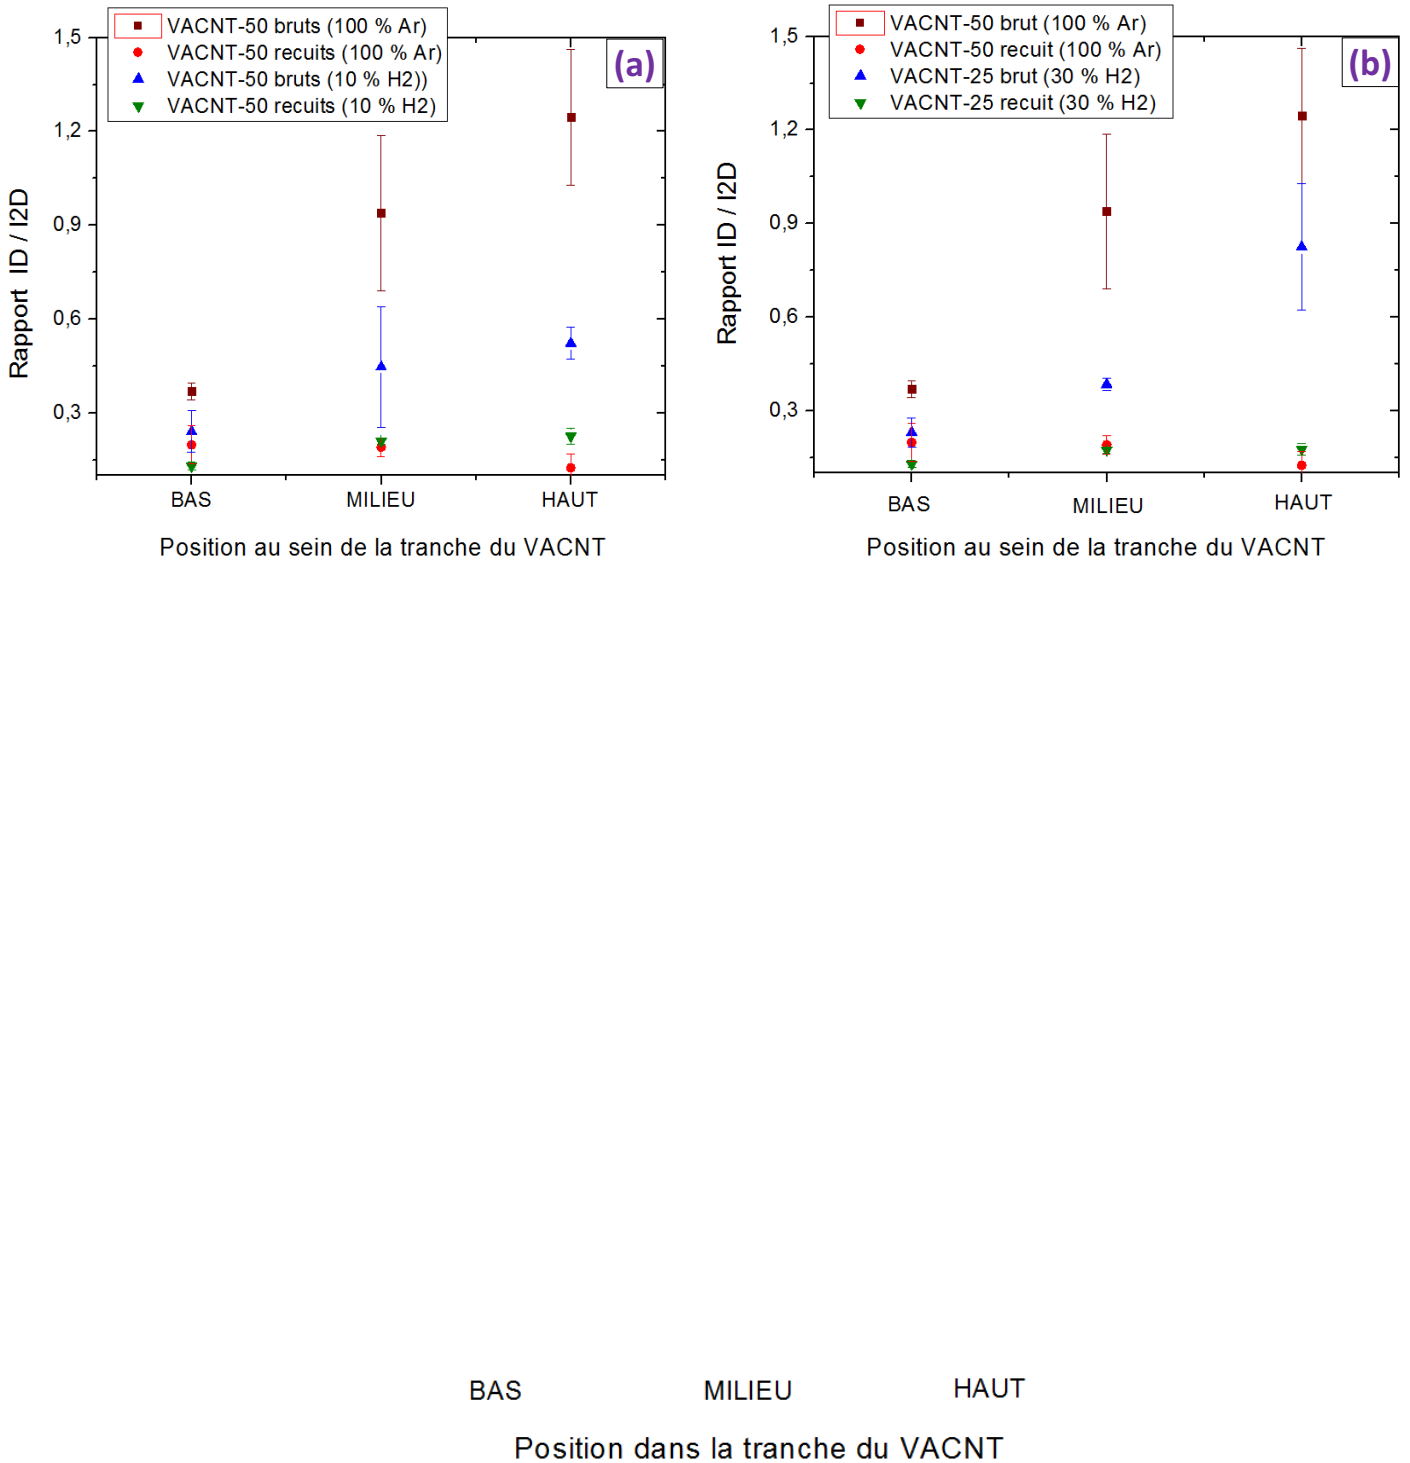 VACNT-50 bruts (100 % Ar)
VACNT-50 recuits (100 % Ar)
VACNT-50 bruts (10 % H2))
VACNT-50 recuits (10 % H2)
(a)
1,5
1,2
0,9
0,6
0,3
Rapport ID / I2D
BAS MILIEU HAUT
Position au sein de la tranche du VACNT
VACNT-50 brut (100 % Ar)
VACNT-50 recuit (100 % Ar)
VACNT-25 brut (30 % H2)
VACNT-25 recuit (30 % H2)
(b)
1,5
1,2
0,9
0,6
0,3
Rapport ID / I2D
BAS MILIEU HAUT
Position au sein de la tranche du VACNT
BAS MILIEU HAUT
Position dans la tranche du VACNT